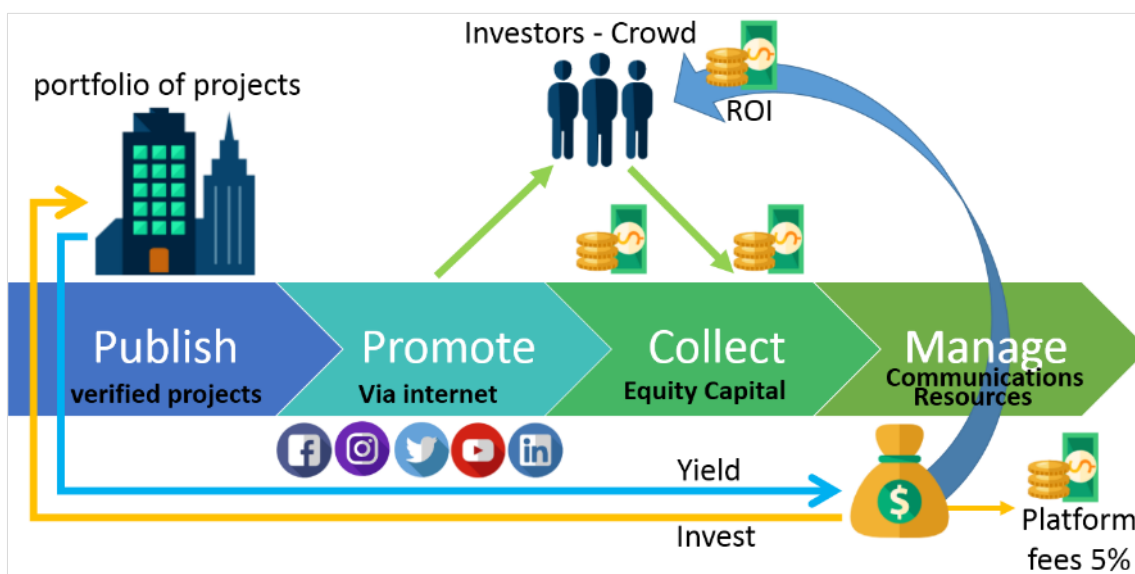 Investors - Crowd
portfolio of projects
ROI
Publish
verified projects
Promote
Via internet
Collect
Equity Capital
Manage
Communications
Resources
f
in
Yield
$
Invest
Platform
fees 5%